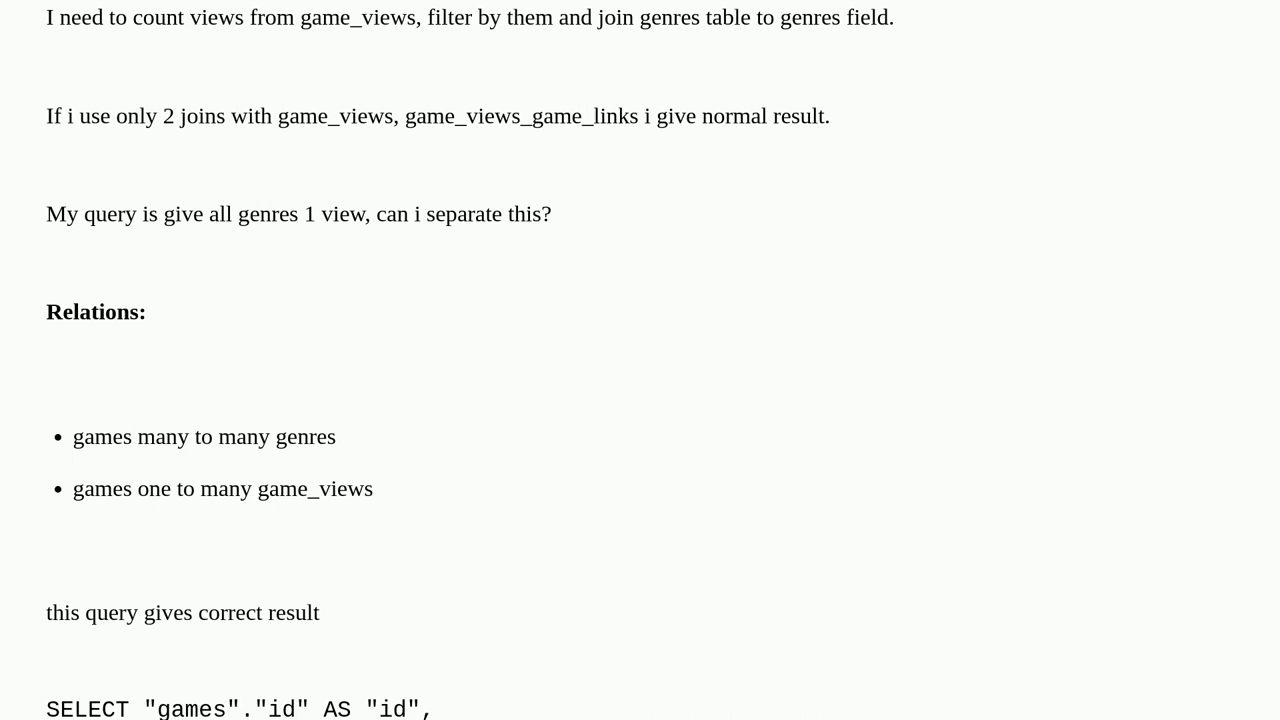 I need to count views from game_views, filter by them and join genres table to genres field.
If i use only 2 joins with game_views, game_views_game_links i give normal result.
My query is give all genres 1 view, can i separate this?
Relations:
• games many to many genres
• games one to many game_views
this query gives correct result
SELECT "games"."id" AS "id",